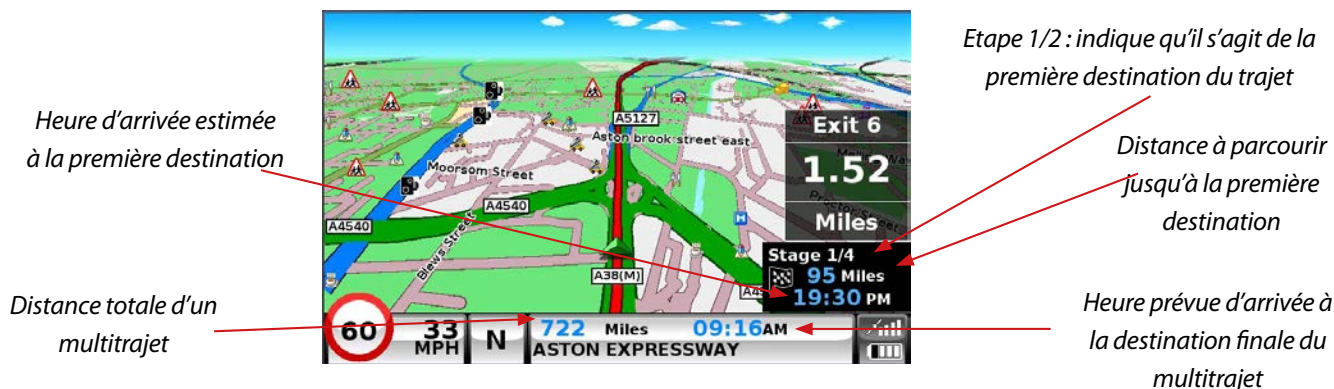 Etape 1/2 : indique qu'il s'agit de la
première destination du trajet
Heure d'arrivée estimée
à la première destination
Distance à parcourir
jusqu'à la première
destination
Distance totale d'un
multitrajet
Heure prévue d'arrivée à
la destination finale du
multitrajet
A5127
Aston brook street east
Moorsom Street
A4540
A4540
Blews Street
A38(M)
Exit 6
1.52
Miles
Proctor Street
Stage 1/4
95 Miles
19:30 PM
60
33
MPH
N
722 Miles 09:16AM
ASTON EXPRESSWAY